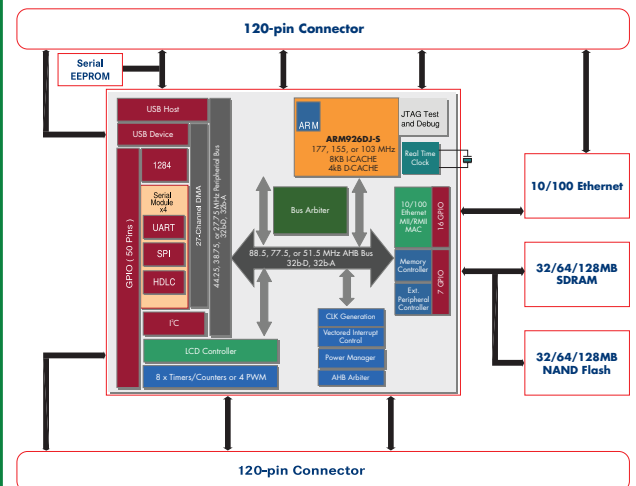 120-pin Connector
Serial
EEPROM
USB Host
USB Device
GPIO ( 50 Pins )
1284
Serial
Module
x4
UART
SPI
HDLC
I²C
27-Channel DMA
44.25, 38.75, or 27.75 MHz Peripheral Bus
32b-D, 32b-A
LCD Controller
8 x Timers/Counters or 4 PWM
ARM
ARM926DJ-S
177, 155, or 103 MHz
8KB I-CACHE
4kB D-CACHE
JTAG Test
and Debug
Real Time
Clock
Bus Arbiter
88.5, 77.5, or 51.5 MHz AHB Bus
32b-D, 32b-A
10/100
Ethernet
MII/RMII
MAC
16 GPIO
Memory
Controller
Ext.
Peripheral
Controller
7 GPIO
CLK Generation
Vectored Interrupt
Control
Power Manager
AHB Arbiter
10/100 Ethernet
32/64/128MB
SDRAM
32/64/128MB
NAND Flash
120-pin Connector